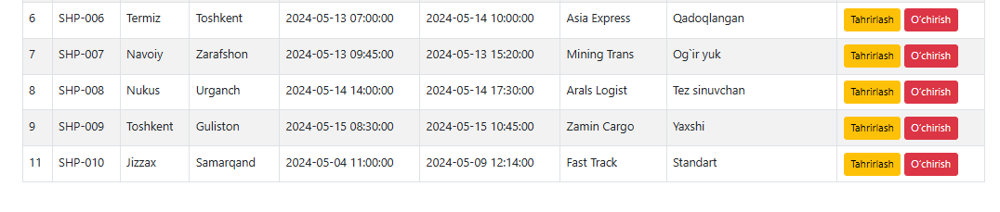 6 SHP-006 Termiz Toshkent 2024-05-13 07:00:00 2024-05-14 10:00:00 Asia Express Qadoqlangan Tahrirlash O'chirish
7 SHP-007 Navoiy Zarafshon 2024-05-13 09:45:00 2024-05-13 15:20:00 Mining Trans Og`ir yuk Tahrirlash O'chirish
8 SHP-008 Nukus Urganch 2024-05-14 14:00:00 2024-05-14 17:30:00 Arals Logist Tez sinuvchan Tahrirlash O'chirish
9 SHP-009 Toshkent Guliston 2024-05-15 08:30:00 2024-05-15 10:45:00 Zamin Cargo Yaxshi Tahrirlash O'chirish
11 SHP-010 Jizzax Samarqand 2024-05-04 11:00:00 2024-05-09 12:14:00 Fast Track Standart Tahrirlash O'chirish